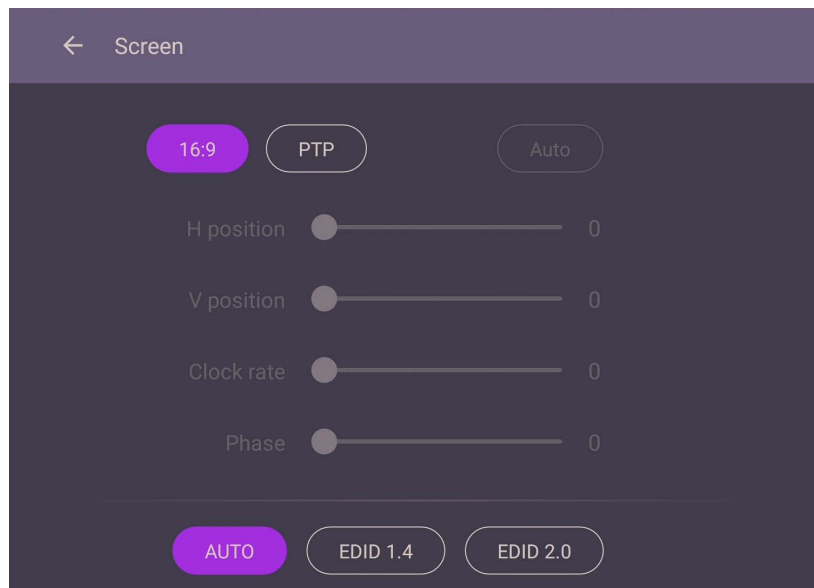 Screen
16:9 PTP Auto
H position 0
V position 0
Clock rate 0
Phase 0
AUTO EDID 1.4 EDID 2.0